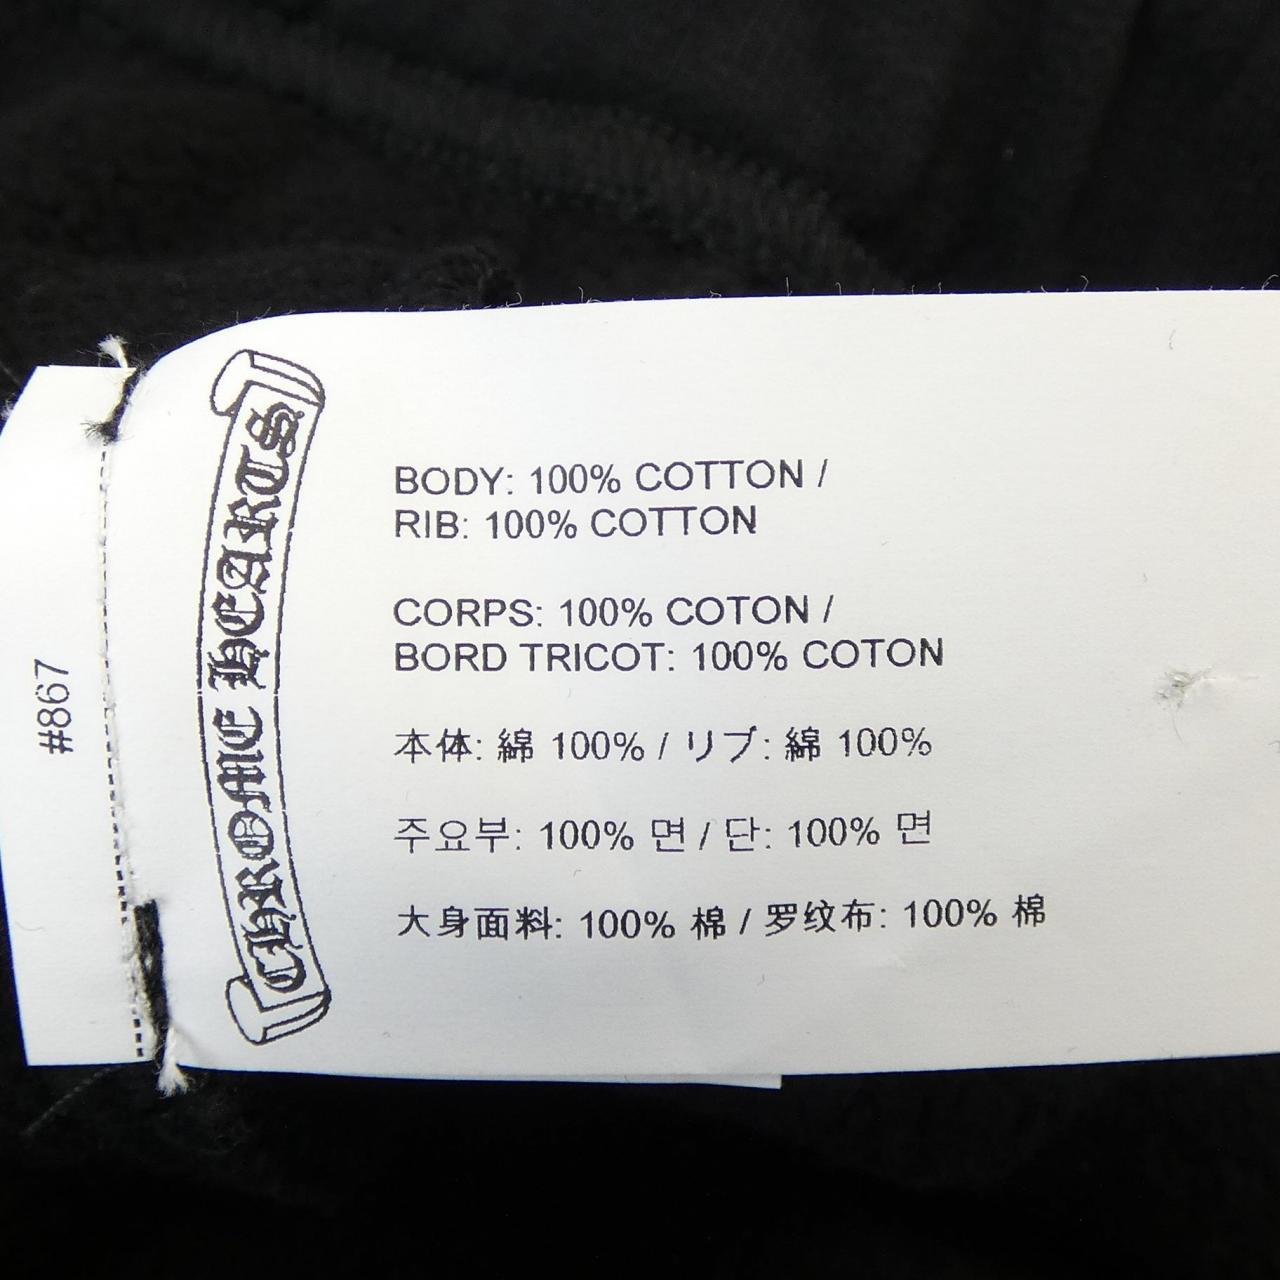 #867
CHROME HEARTS
BODY: 100% COTTON /
RIB: 100% COTTON
CORPS: 100% COTON /
BORD TRICOT: 100% COTON
本体: 綿 100% / リブ: 綿 100%
주요부: 100% 면 / 단: 100% 면
大身面料: 100% 棉 / 罗纹布: 100% 棉